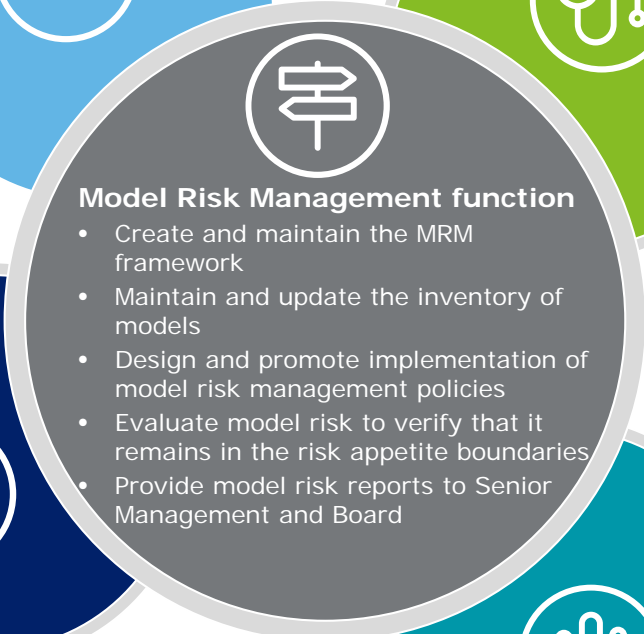 Model Risk Management function
• Create and maintain the MRM
framework
• Maintain and update the inventory of
models
• Design and promote implementation of
model risk management policies
• Evaluate model risk to verify that it
remains in the risk appetite boundaries
• Provide model risk reports to Senior
Management and Board